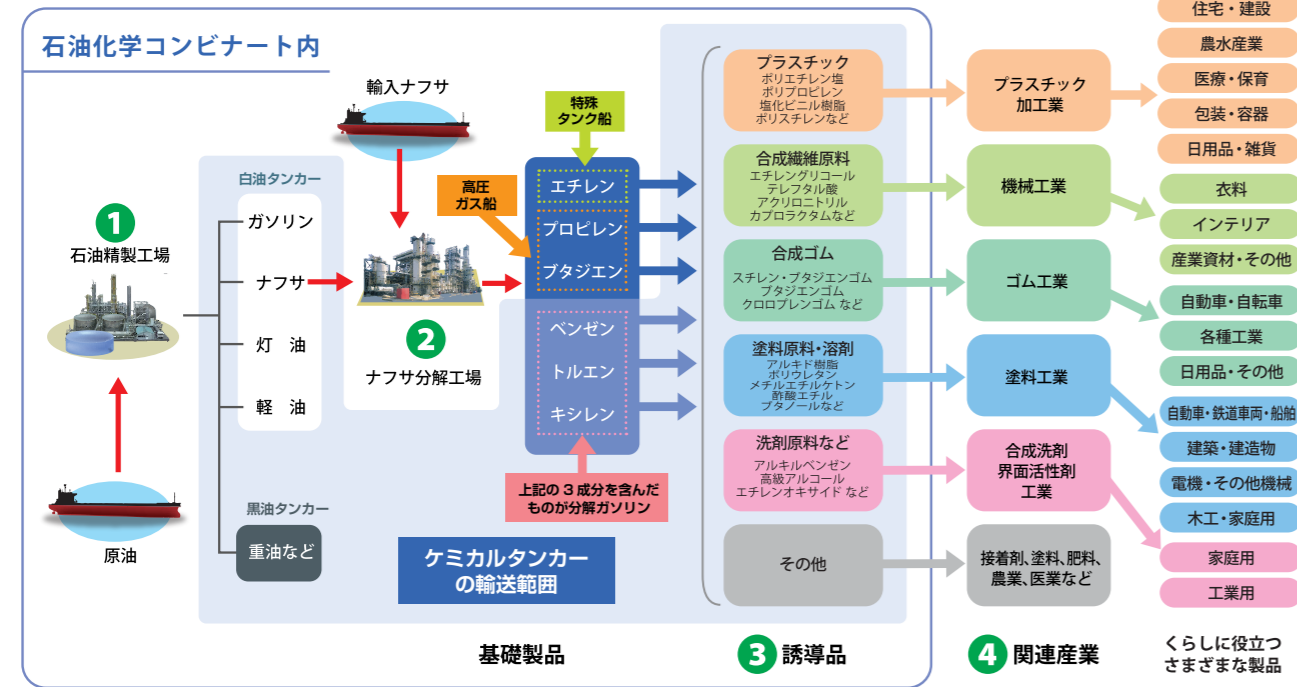 石油化学コンビナート内
輸入ナフサ
特殊
タンク船
高圧
ガス船
白油タンカー
1
石油精製工場
ガソリン
ナフサ
灯 油
軽 油
黒油タンカー
重油など
原油
2
ナフサ分解工場
エチレン
プロピレン
ブタジエン
ベンゼン
トルエン
キシレン
上記の3成分を含んだ
ものが分解ガソリン
ケミカルタンカー
の輸送範囲
基礎製品
プラスチック
ポリエチレン塩
ポリプロピレン
塩化ビニル樹脂
ポリスチレンなど
合成繊維原料
エチレングリコール
テレフタル酸
アクリロニトリル
カプロラクタムなど
合成ゴム
スチレン・ブタジエンゴム
ブタジエンゴム
クロロプレンゴム など
塗料原料・溶剤
アルキド樹脂
ポリウレタン
メチルエチルケトン
酢酸エチル
ブタノールなど
洗剤原料など
アルキルベンゼン
高級アルコール
エチレンオキサイド など
その他
3 誘導品
プラスチック
加工業
機械工業
ゴム工業
塗料工業
合成洗剤
界面活性剤
工業
接着剤、塗料、肥料、
農業、医業など
4 関連産業
住宅・建設
農水産業
医療・保育
包装・容器
日用品・雑貨
衣料
インテリア
産業資材・その他
自動車・自転車
各種工業
日用品・その他
自動車・鉄道車両・船舶
建築・建造物
電機・その他機械
木工・家庭用
家庭用
工業用
くらしに役立つ
さまざまな製品